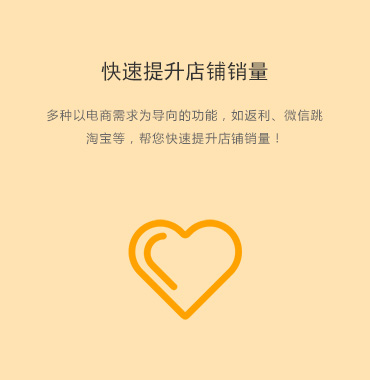 快速提升店铺销量
多种以电商需求为导向的功能，如返利、微信跳
淘宝等，帮您快速提升店铺销量！